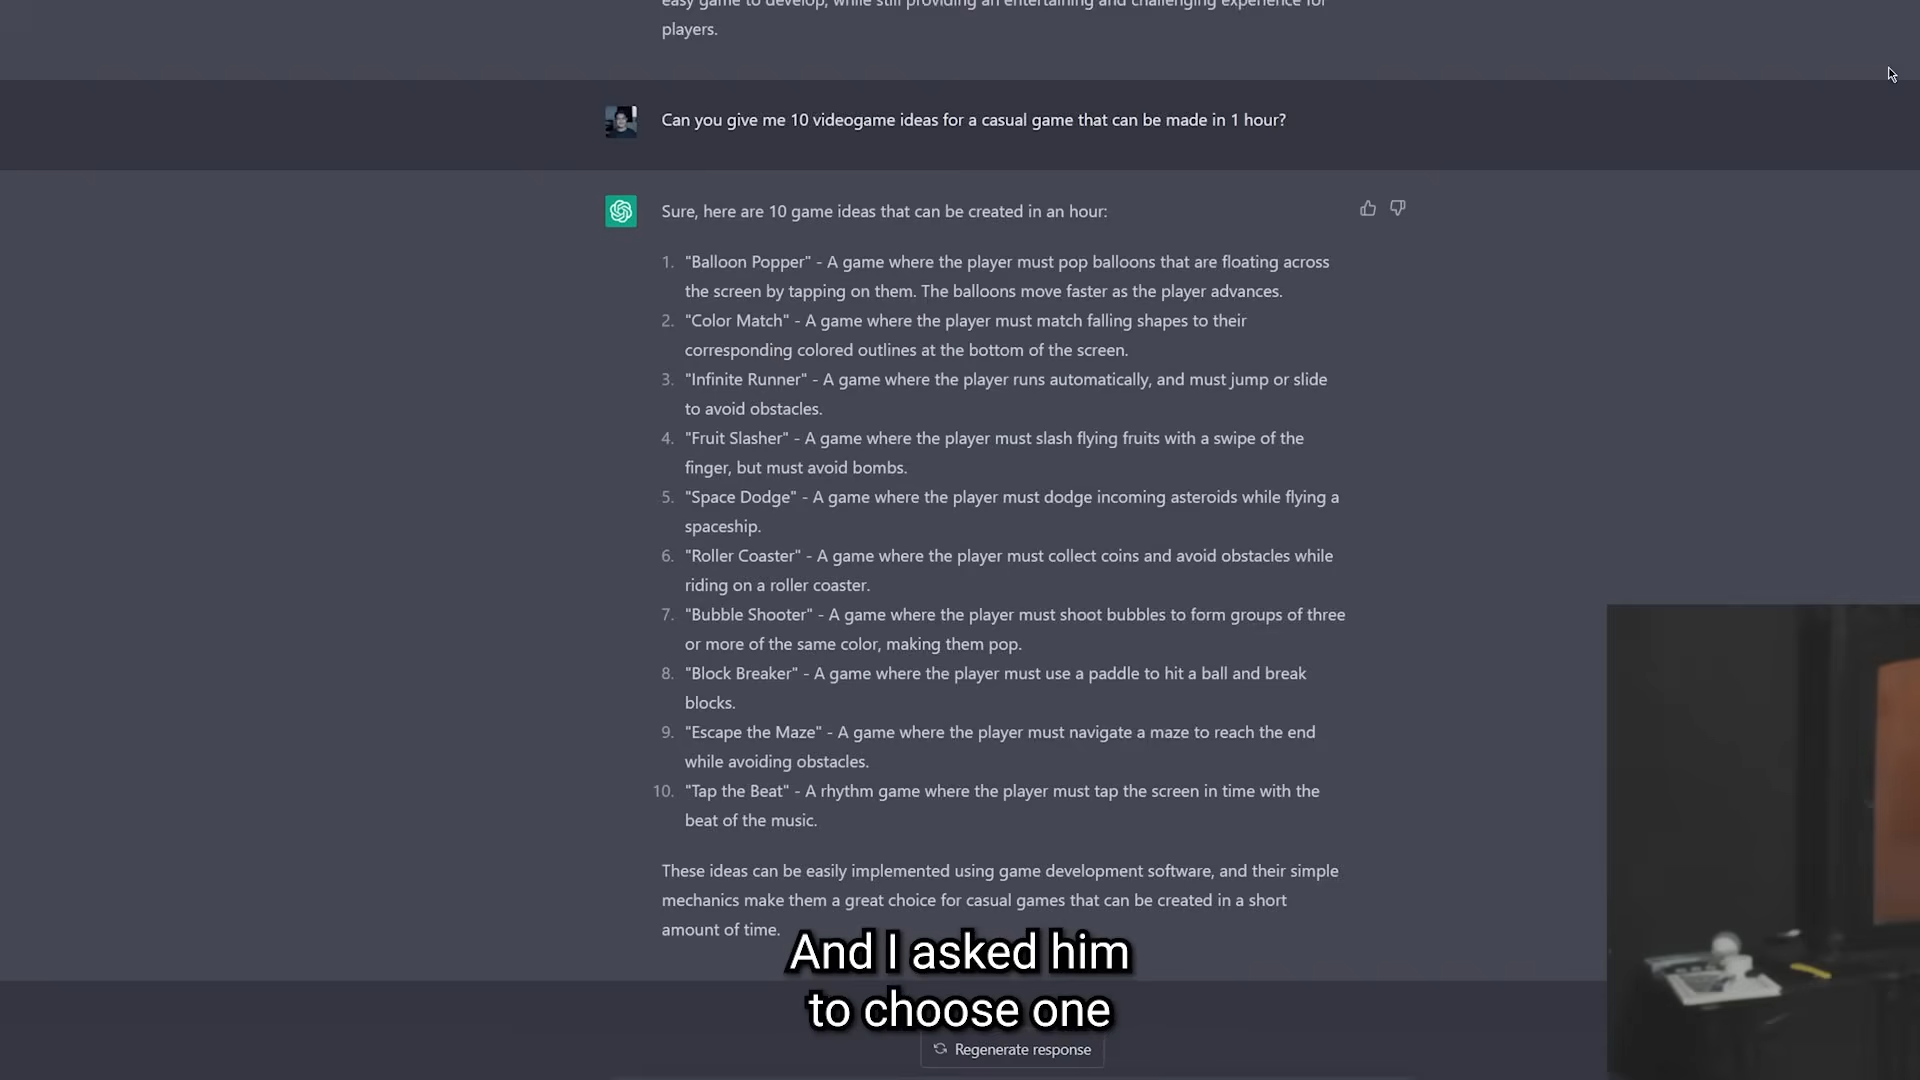 easy game to develop, while still providing an entertaining and challenging experience for
players.
Can you give me 10 videogame ideas for a casual game that can be made in 1 hour?
Sure, here are 10 game ideas that can be created in an hour:
1. "Balloon Popper" - A game where the player must pop balloons that are floating across
the screen by tapping on them. The balloons move faster as the player advances.
2. "Color Match" - A game where the player must match falling shapes to their
corresponding colored outlines at the bottom of the screen.
3. "Infinite Runner" - A game where the player runs automatically, and must jump or slide
to avoid obstacles.
4. "Fruit Slasher" - A game where the player must slash flying fruits with a swipe of the
finger, but must avoid bombs.
5. "Space Dodge" - A game where the player must dodge incoming asteroids while flying a
spaceship.
6. "Roller Coaster" - A game where the player must collect coins and avoid obstacles while
riding on a roller coaster.
7. "Bubble Shooter" - A game where the player must shoot bubbles to form groups of three
or more of the same color, making them pop.
8. "Block Breaker" - A game where the player must use a paddle to hit a ball and break
blocks.
9. "Escape the Maze" - A game where the player must navigate a maze to reach the end
while avoiding obstacles.
10. "Tap the Beat" - A rhythm game where the player must tap the screen in time with the
beat of the music.
These ideas can be easily implemented using game development software, and their simple
mechanics make them a great choice for casual games that can be created in a short
amount of time.
And I asked him
to choose one
Regenerate response